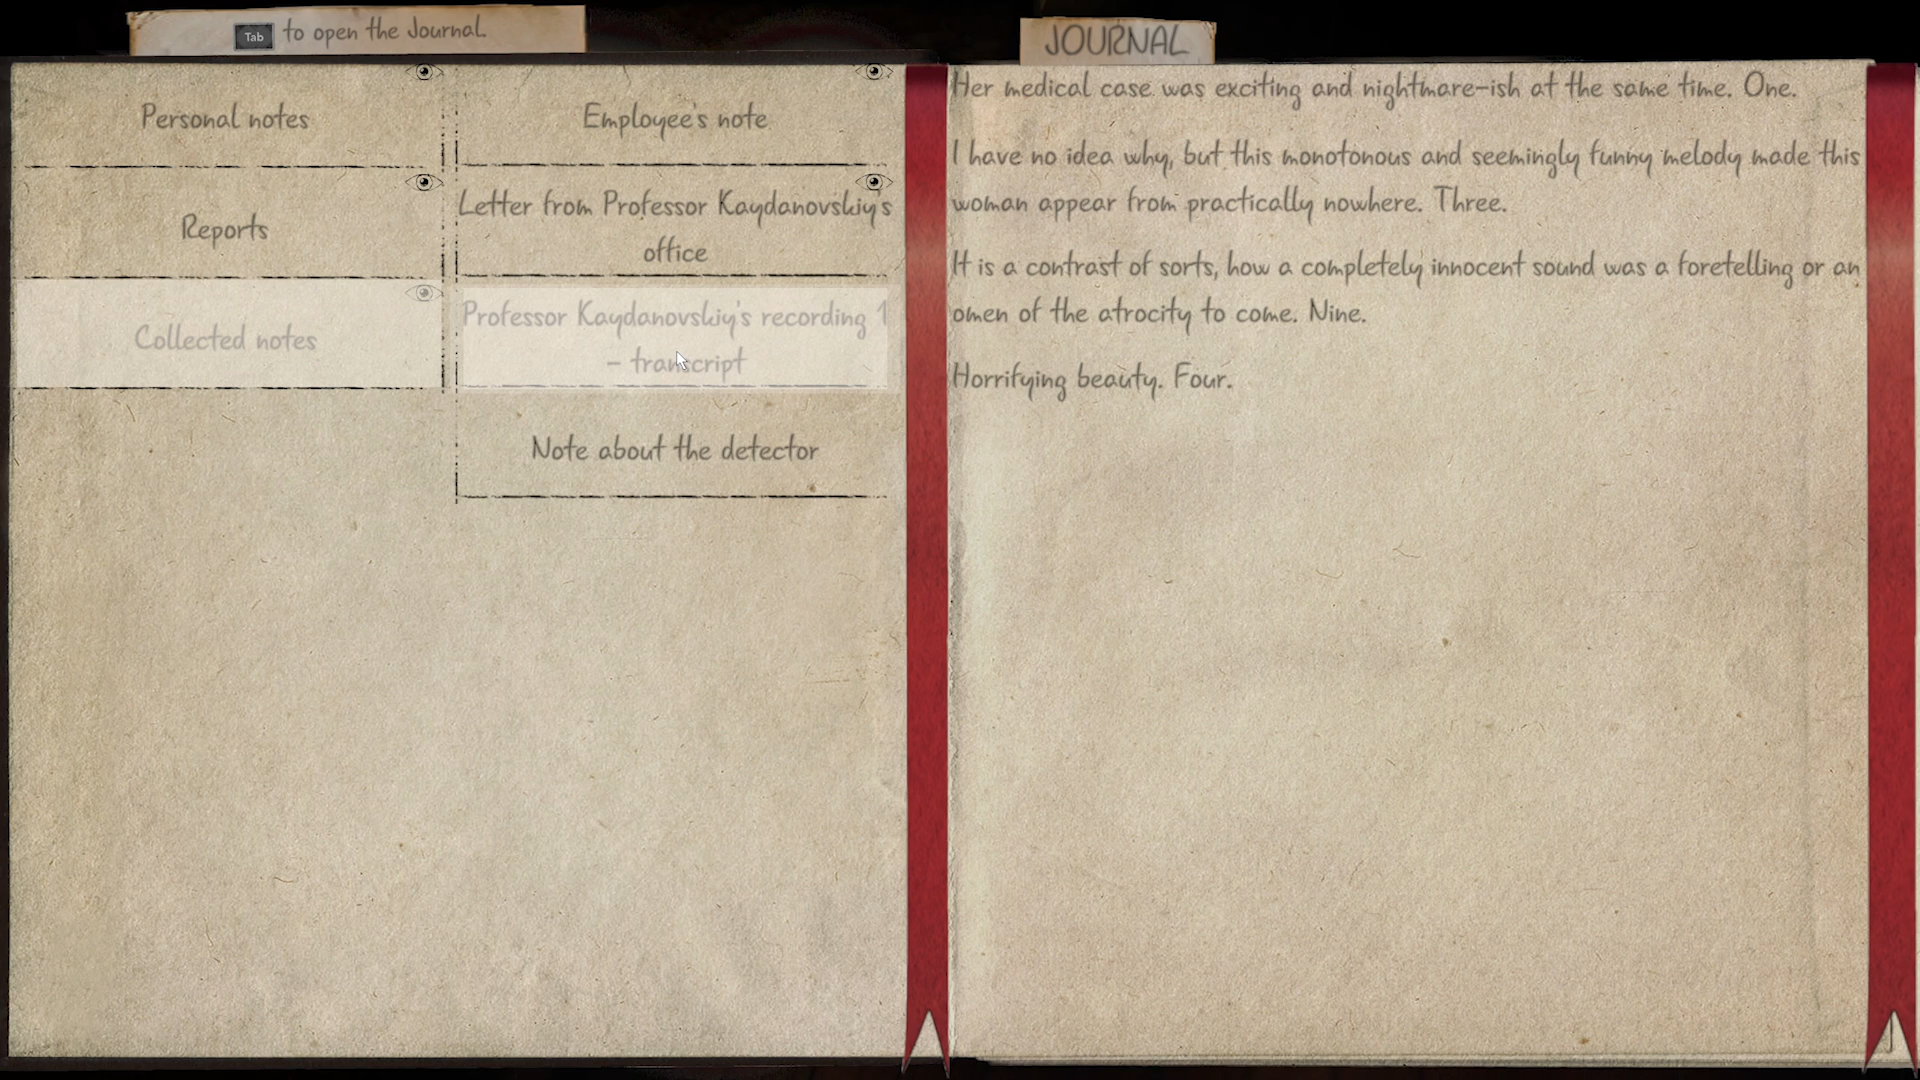 Tab to open the Journal.
JOURNAL
Personal notes
Reports
Collected notes
Employee's note
Letter from Professor Kaydanovskiy's
office
Professor Kaydanovskiy's recording 1
– transcript
Note about the detector
Her medical case was exciting and nightmare-ish at the same time. One.
I have no idea why, but this monotonous and seemingly funny melody made this
woman appear from practically nowhere. Three.
It is a contrast of sorts, how a completely innocent sound was a foretelling or an
omen of the atrocity to come. Nine.
Horrifying beauty. Four.